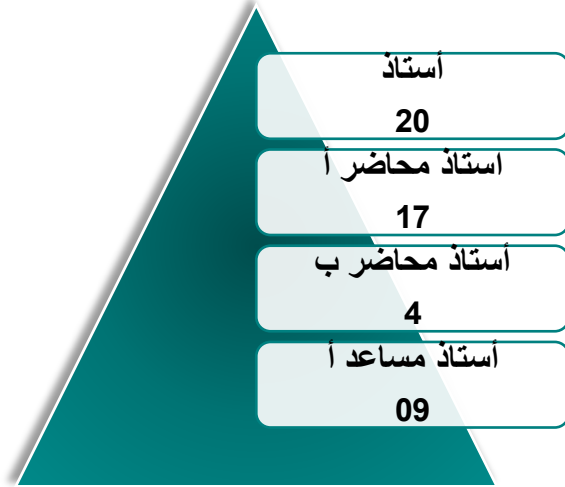 أستاذ
20
استاذ محاضر أ
17
أستاذ محاضر ب
4
أستاذ مساعد أ
09